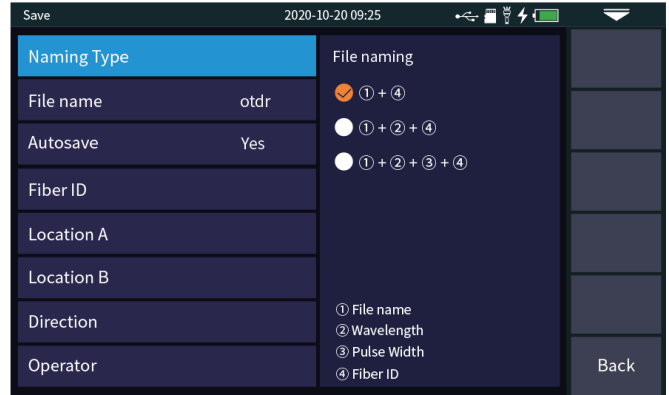 Save 2020-10-20 09:25
Naming Type
File name otdr
Autosave Yes
Fiber ID
Location A
Location B
Direction
Operator
File naming
①+④
①+②+④
①+②+③+④
① File name
② Wavelength
③ Pulse Width
④ Fiber ID
Back